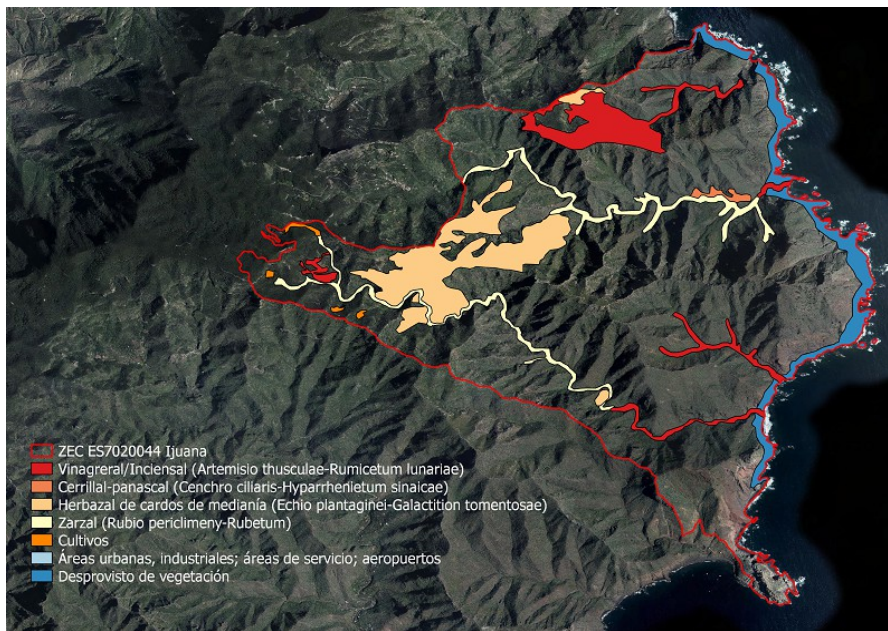 ZEC ES7020044 Ijuana
Vinagreral/Inciensal (Artemisio thusculae-Rumicetum lunariae)
Cerrillal-panascal (Cenchro ciliaris-Hyparrhenietum sinaicae)
Herbazal de cardos de medianía (Echio plantaginei-Galactition tomentosae)
Zarzal (Rubio periclimeny-Rubetum)
Cultivos
Áreas urbanas, industriales; áreas de servicio; aeropuertos
Desprovisto de vegetación